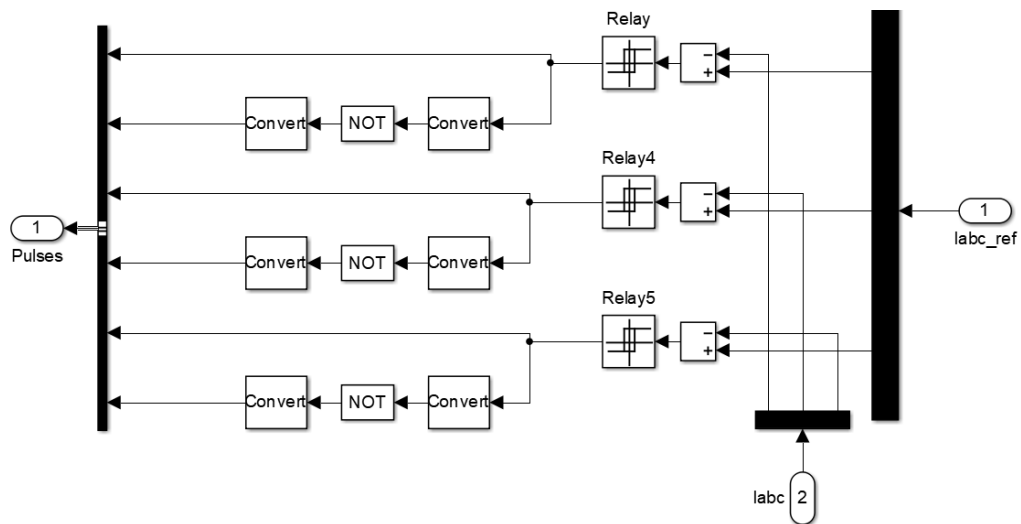 Relay
−
+
Convert
NOT
Convert
Relay4
−
+
1
Pulses
1
Iabc_ref
Convert
NOT
Convert
Relay5
−
+
Convert
NOT
Convert
Iabc
2